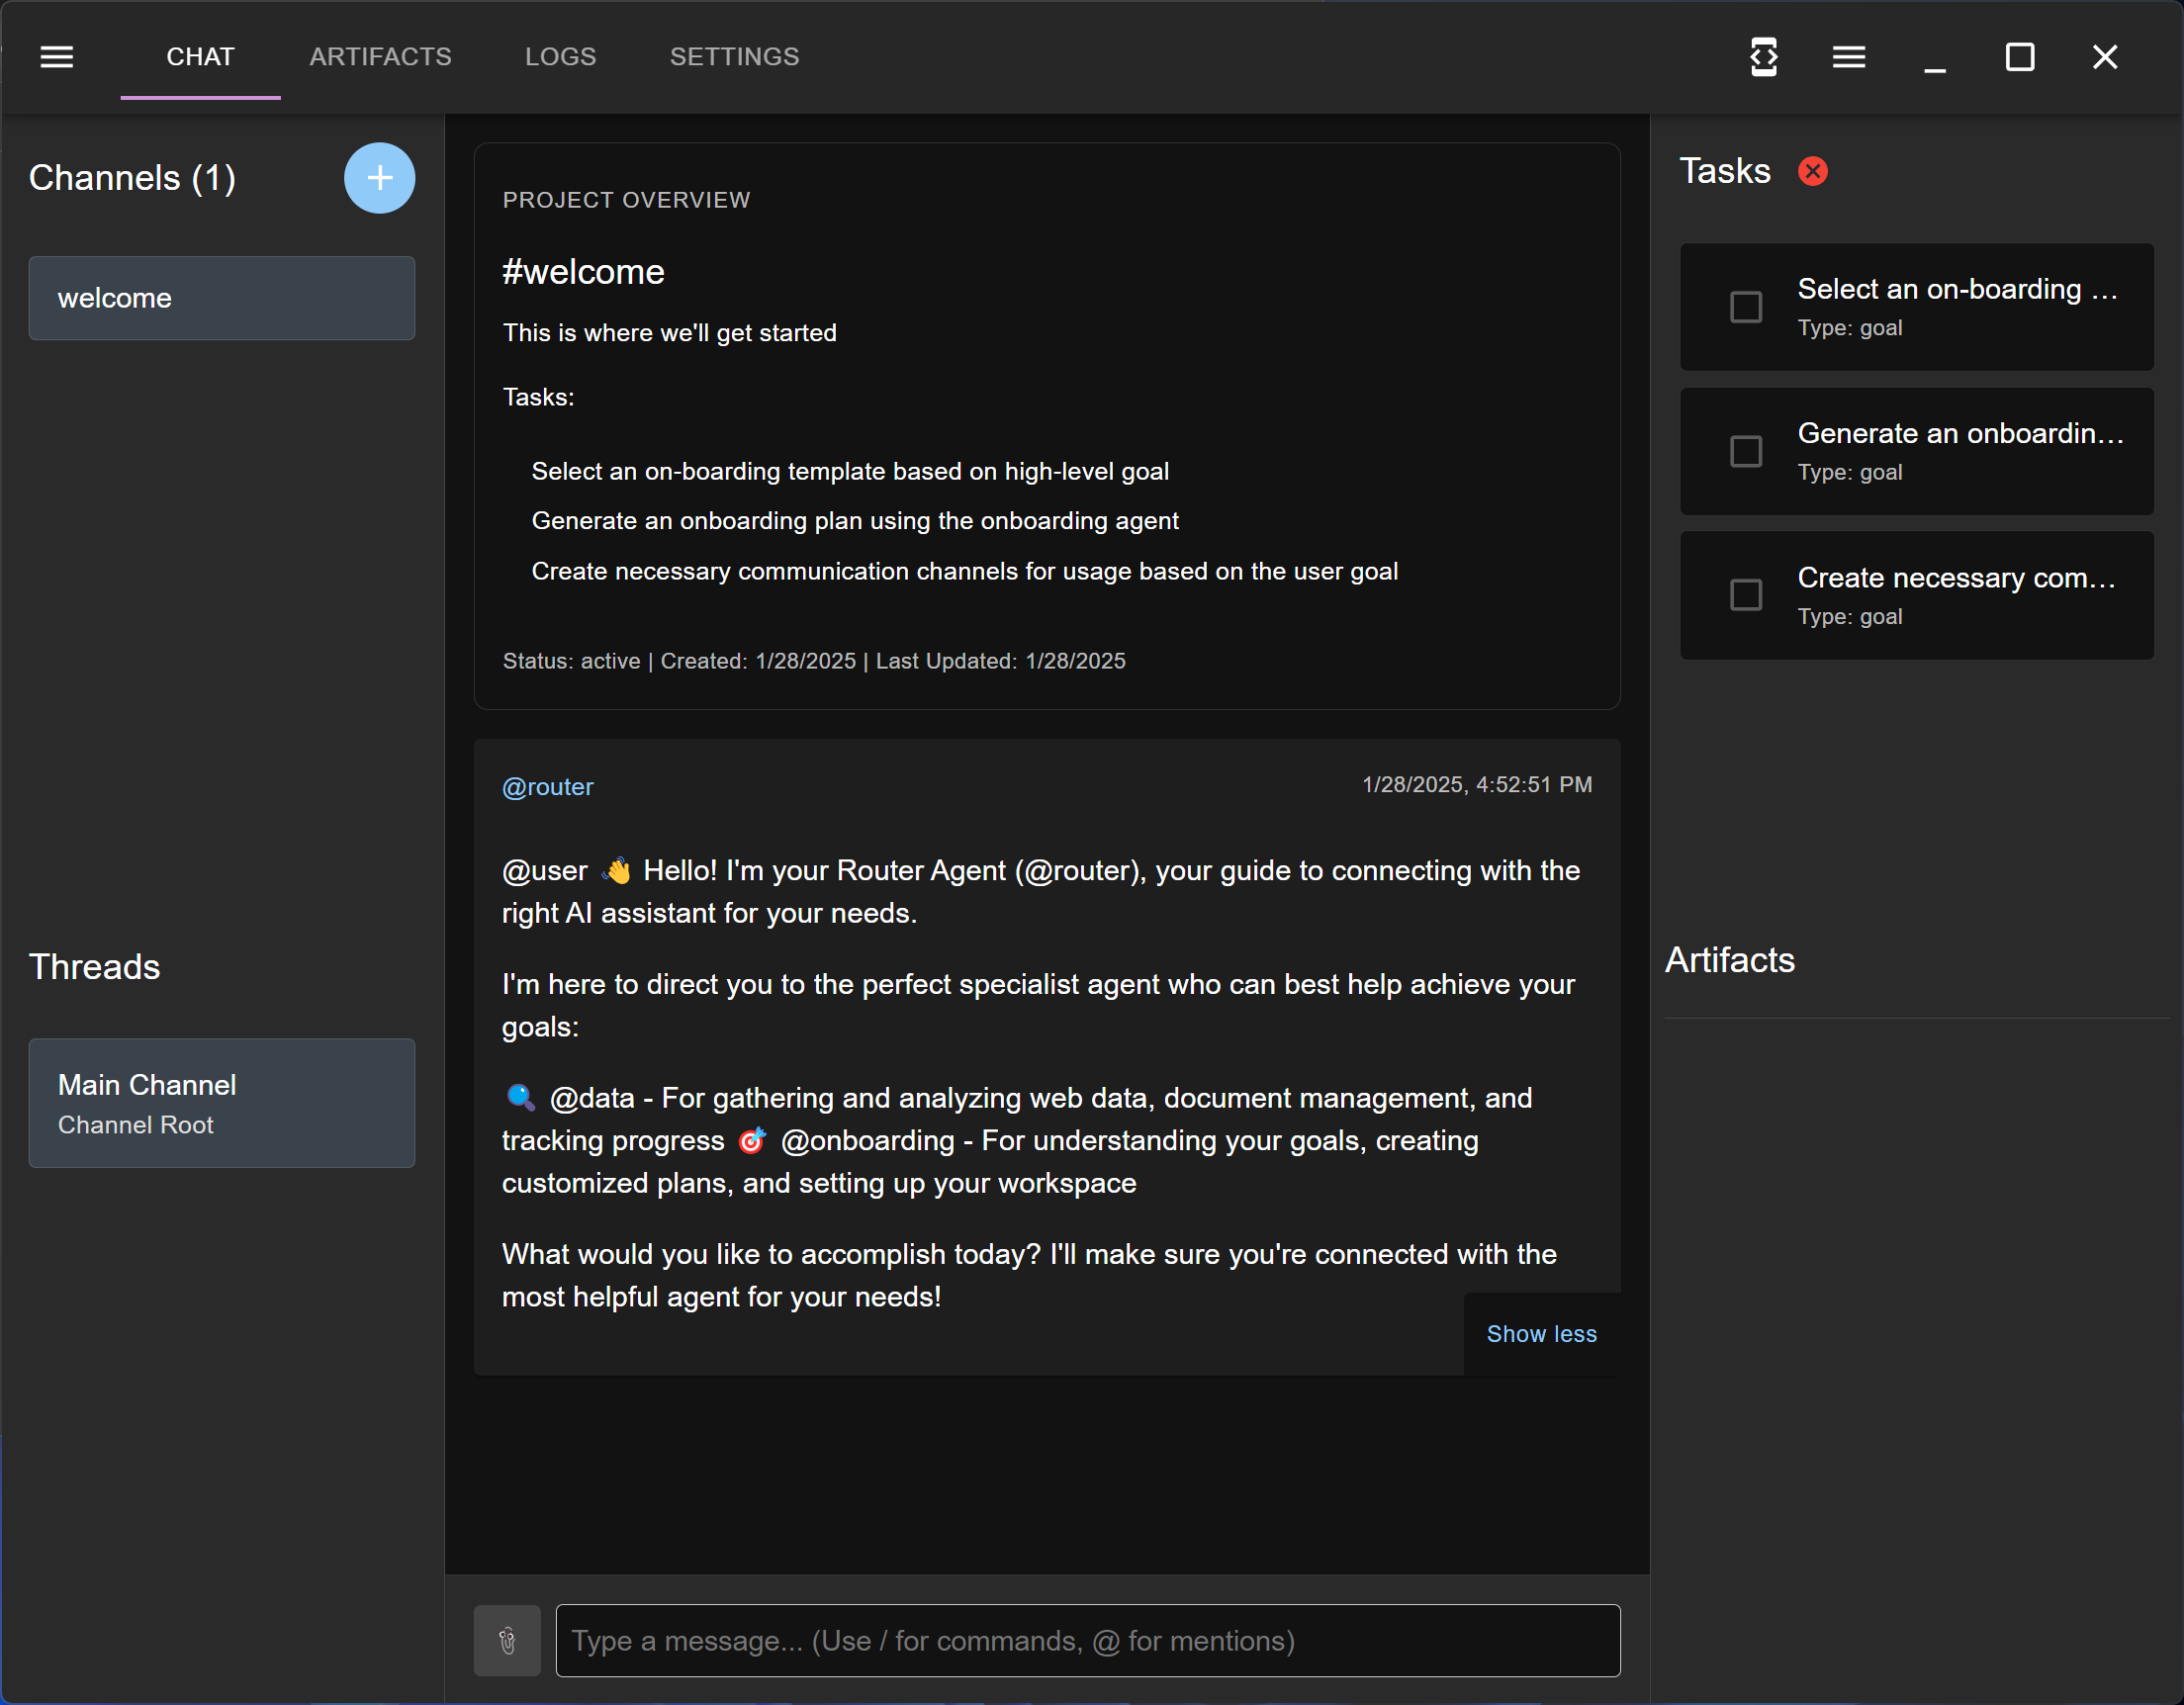 CHAT ARTIFACTS LOGS SETTINGS
Channels (1)
welcome
Threads
Main Channel
Channel Root
PROJECT OVERVIEW
#welcome
This is where we'll get started
Tasks:
Select an on-boarding template based on high-level goal
Generate an onboarding plan using the onboarding agent
Create necessary communication channels for usage based on the user goal
Status: active | Created: 1/28/2025 | Last Updated: 1/28/2025
@router 1/28/2025, 4:52:51 PM
@user 👋 Hello! I'm your Router Agent (@router), your guide to connecting with the
right AI assistant for your needs.
I'm here to direct you to the perfect specialist agent who can best help achieve your
goals:
🔍 @data - For gathering and analyzing web data, document management, and
tracking progress 🎯 @onboarding - For understanding your goals, creating
customized plans, and setting up your workspace
What would you like to accomplish today? I'll make sure you're connected with the
most helpful agent for your needs!
Show less
Type a message... (Use / for commands, @ for mentions)
Tasks
Select an on-boarding ...
Type: goal
Generate an onboardin...
Type: goal
Create necessary com...
Type: goal
Artifacts